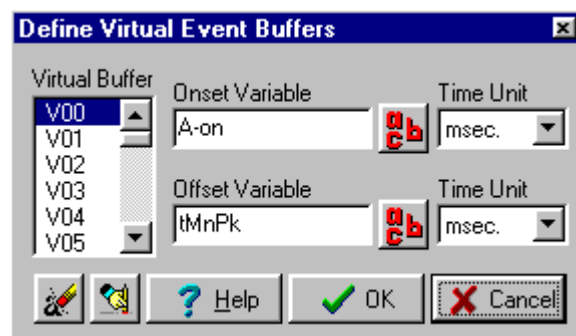 Define Virtual Event Buffers
Virtual Buffer
V00
V01
V02
V03
V04
V05
Onset Variable
A-on
a
c b
Time Unit
msec.
Offset Variable
tMnPk
a
c b
Time Unit
msec.
a
? Help
OK
Cancel